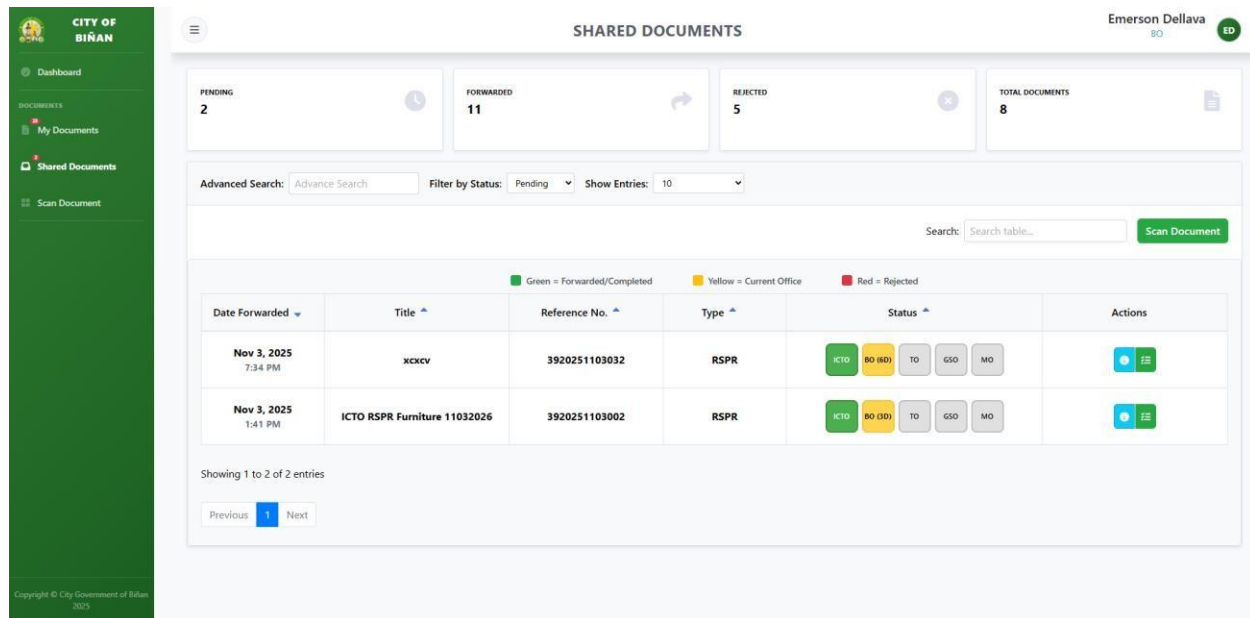 CITY OF
BIÑAN
SHARED DOCUMENTS
Emerson Dellava
BO
ED
Dashboard
DOCUMENTS
My Documents
2
Shared Documents
Scan Document
PENDING
2
FORWARDED
11
REJECTED
5
TOTAL DOCUMENTS
8
Advanced Search: Advance Search Filter by Status: Pending Show Entries: 10
Search: Search table... Scan Document
Green = Forwarded/Completed Yellow = Current Office Red = Rejected
Date Forwarded Title Reference No. Type Status Actions
Nov 3, 2025
7:34 PM
xcxcv 3920251103032 RSPR ICTO BO (6D) TO GSO MO
Nov 3, 2025
1:41 PM
ICTO RSPR Furniture 11032026 3920251103002 RSPR ICTO BO (3D) TO GSO MO
Showing 1 to 2 of 2 entries
Previous 1 Next
Copyright © City Government of Biñan
2025